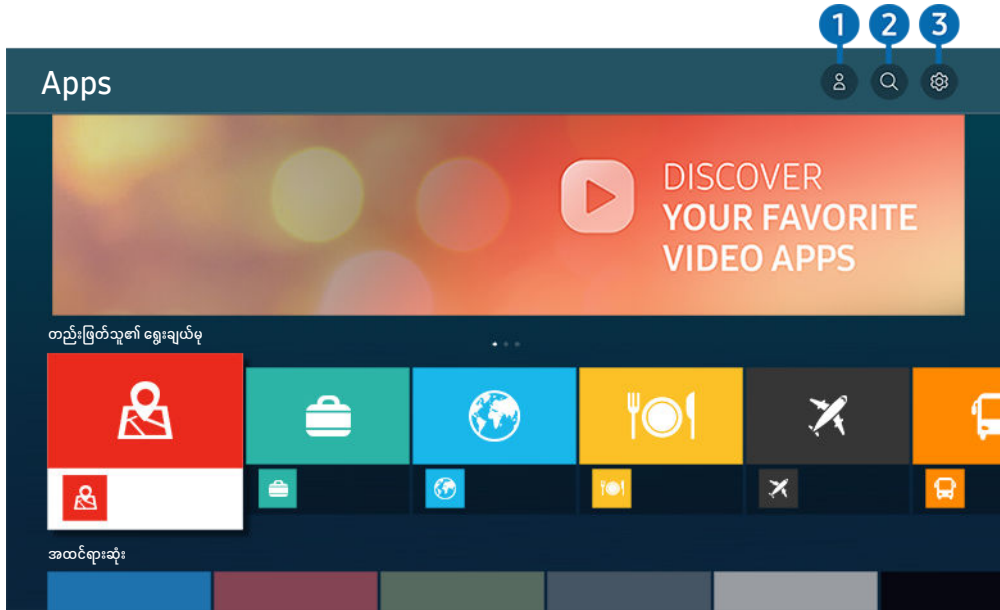 1 2 3
Apps
DISCOVER
YOUR FAVORITE
VIDEO APPS
တည်းဖြတ်သူ၏ ရွေးချယ်မှု
အထင်ရှားဆုံး